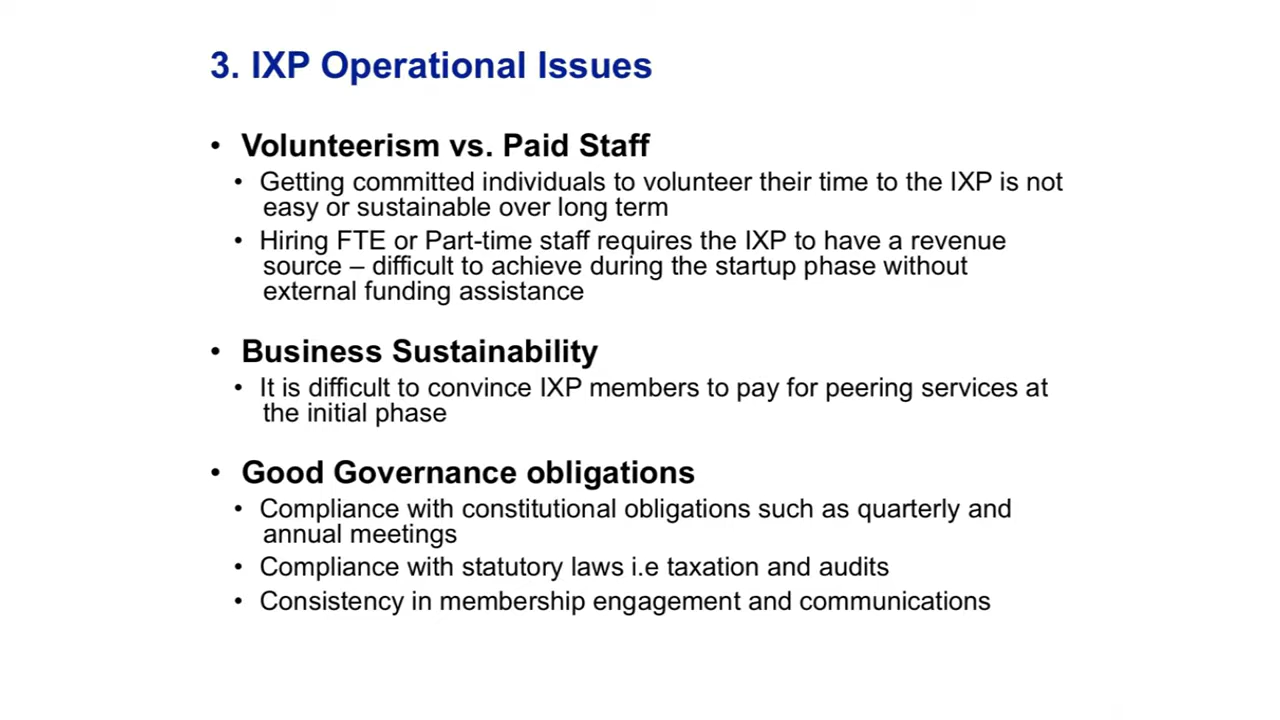 3. IXP Operational Issues
• Volunteerism vs. Paid Staff
• Getting committed individuals to volunteer their time to the IXP is not
easy or sustainable over long term
• Hiring FTE or Part-time staff requires the IXP to have a revenue
source – difficult to achieve during the startup phase without
external funding assistance
• Business Sustainability
• It is difficult to convince IXP members to pay for peering services at
the initial phase
• Good Governance obligations
• Compliance with constitutional obligations such as quarterly and
annual meetings
• Compliance with statutory laws i.e taxation and audits
• Consistency in membership engagement and communications